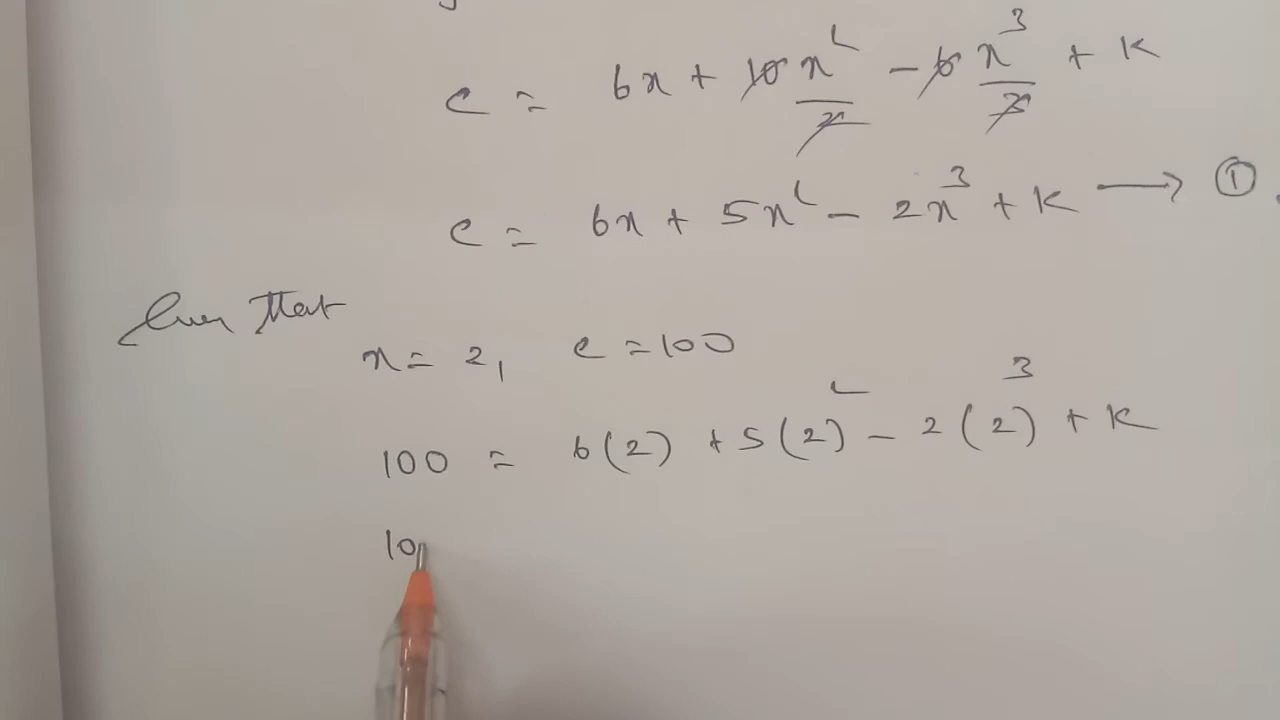 c = 6x + 10 x²/2 - 6 x³/3 + k
c = 6x + 5x² - 2x³ + k → ①
Given that
x = 2, c = 100
100 = 6(2) + 5(2)² - 2(2)³ + k
10